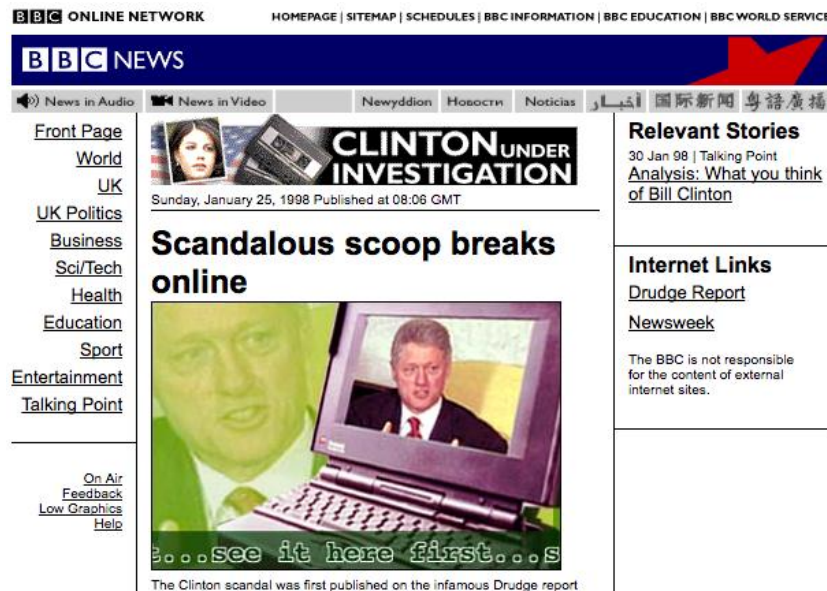 BBC ONLINE NETWORK
HOMEPAGE | SITEMAP | SCHEDULES | BBC INFORMATION | BBC EDUCATION | BBC WORLD SERVICE
BBC NEWS
News in Audio
News in Video
Newyddion
Новости
Noticias
أخبار
国际新闻
粤語廣播
Front Page
World
UK
UK Politics
Business
Sci/Tech
Health
Education
Sport
Entertainment
Talking Point
On Air
Feedback
Low Graphics
Help
CLINTON UNDER
INVESTIGATION
Sunday, January 25, 1998 Published at 08:06 GMT
Scandalous scoop breaks
online
t...see it here first...s
The Clinton scandal was first published on the infamous Drudge report
Relevant Stories
30 Jan 98 | Talking Point
Analysis: What you think
of Bill Clinton
Internet Links
Drudge Report
Newsweek
The BBC is not responsible
for the content of external
internet sites.